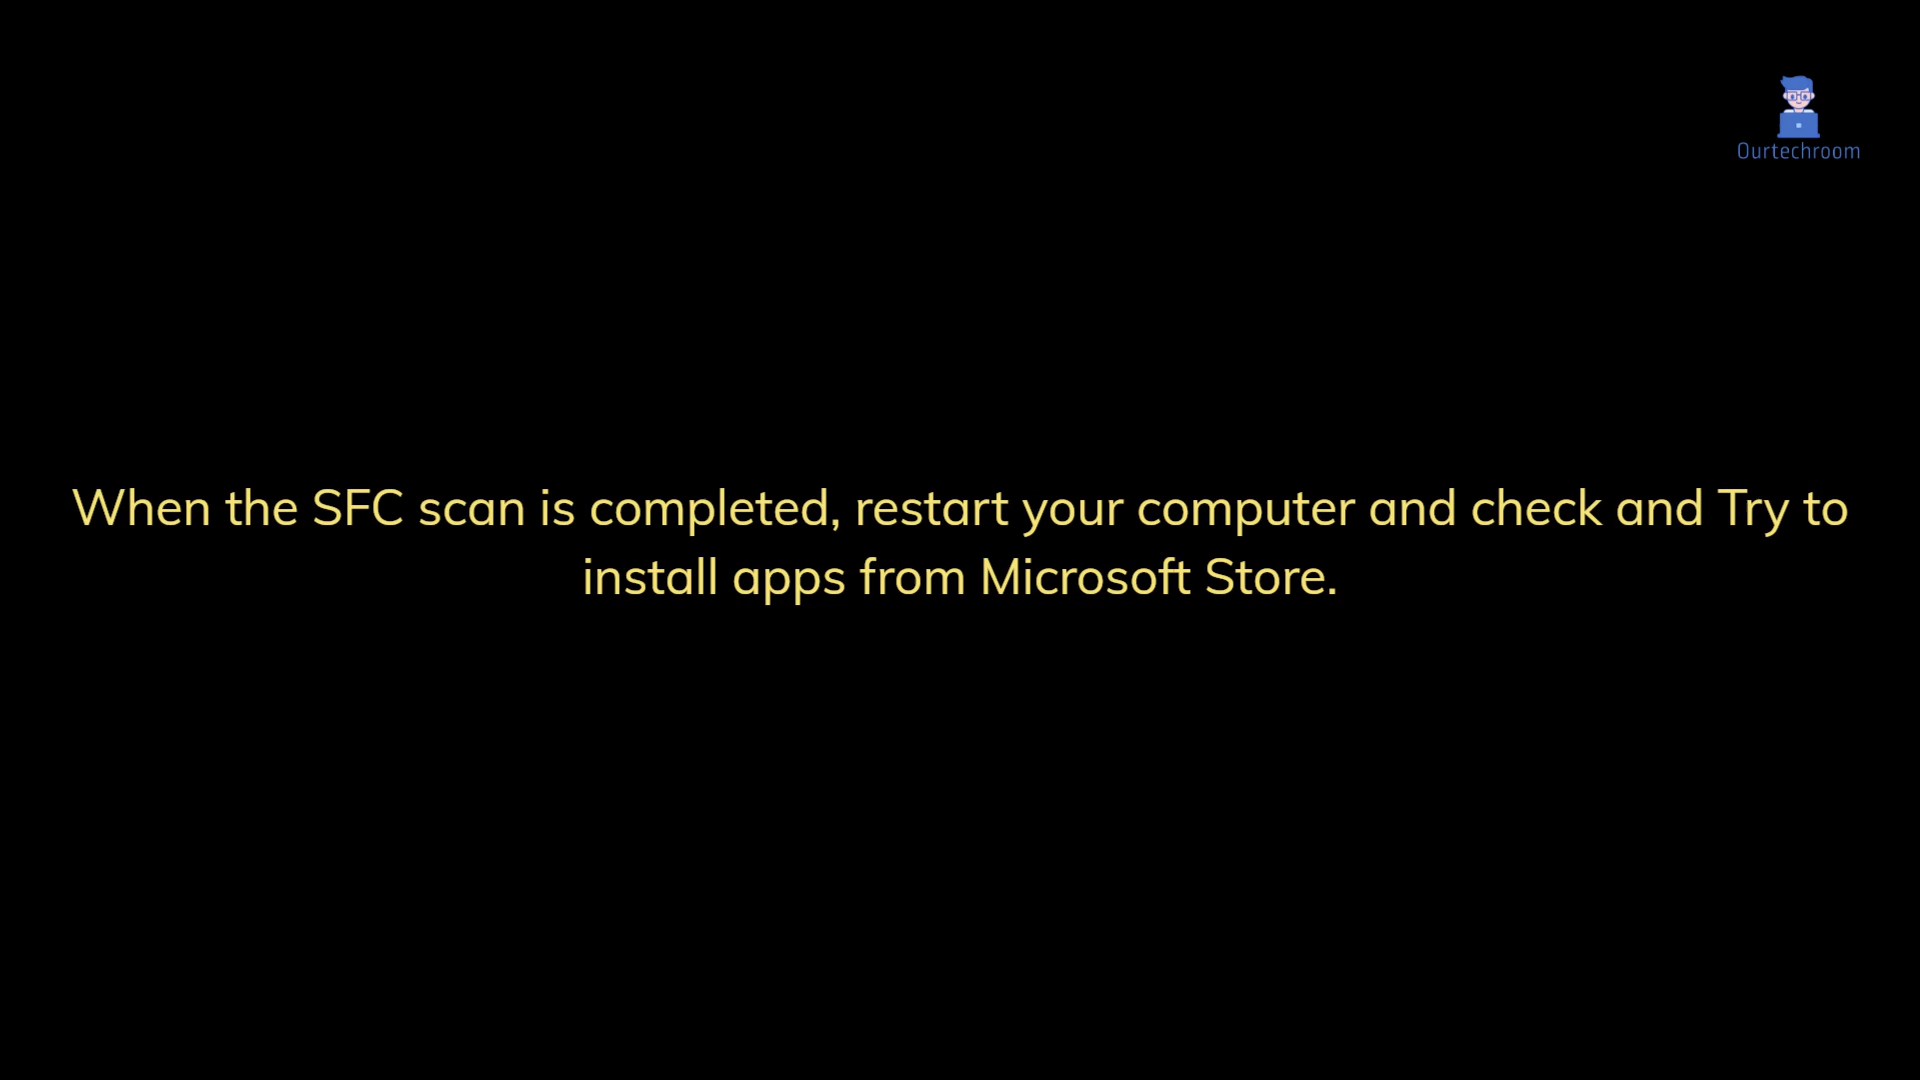 Ourtechroom
When the SFC scan is completed, restart your computer and check and Try to
install apps from Microsoft Store.